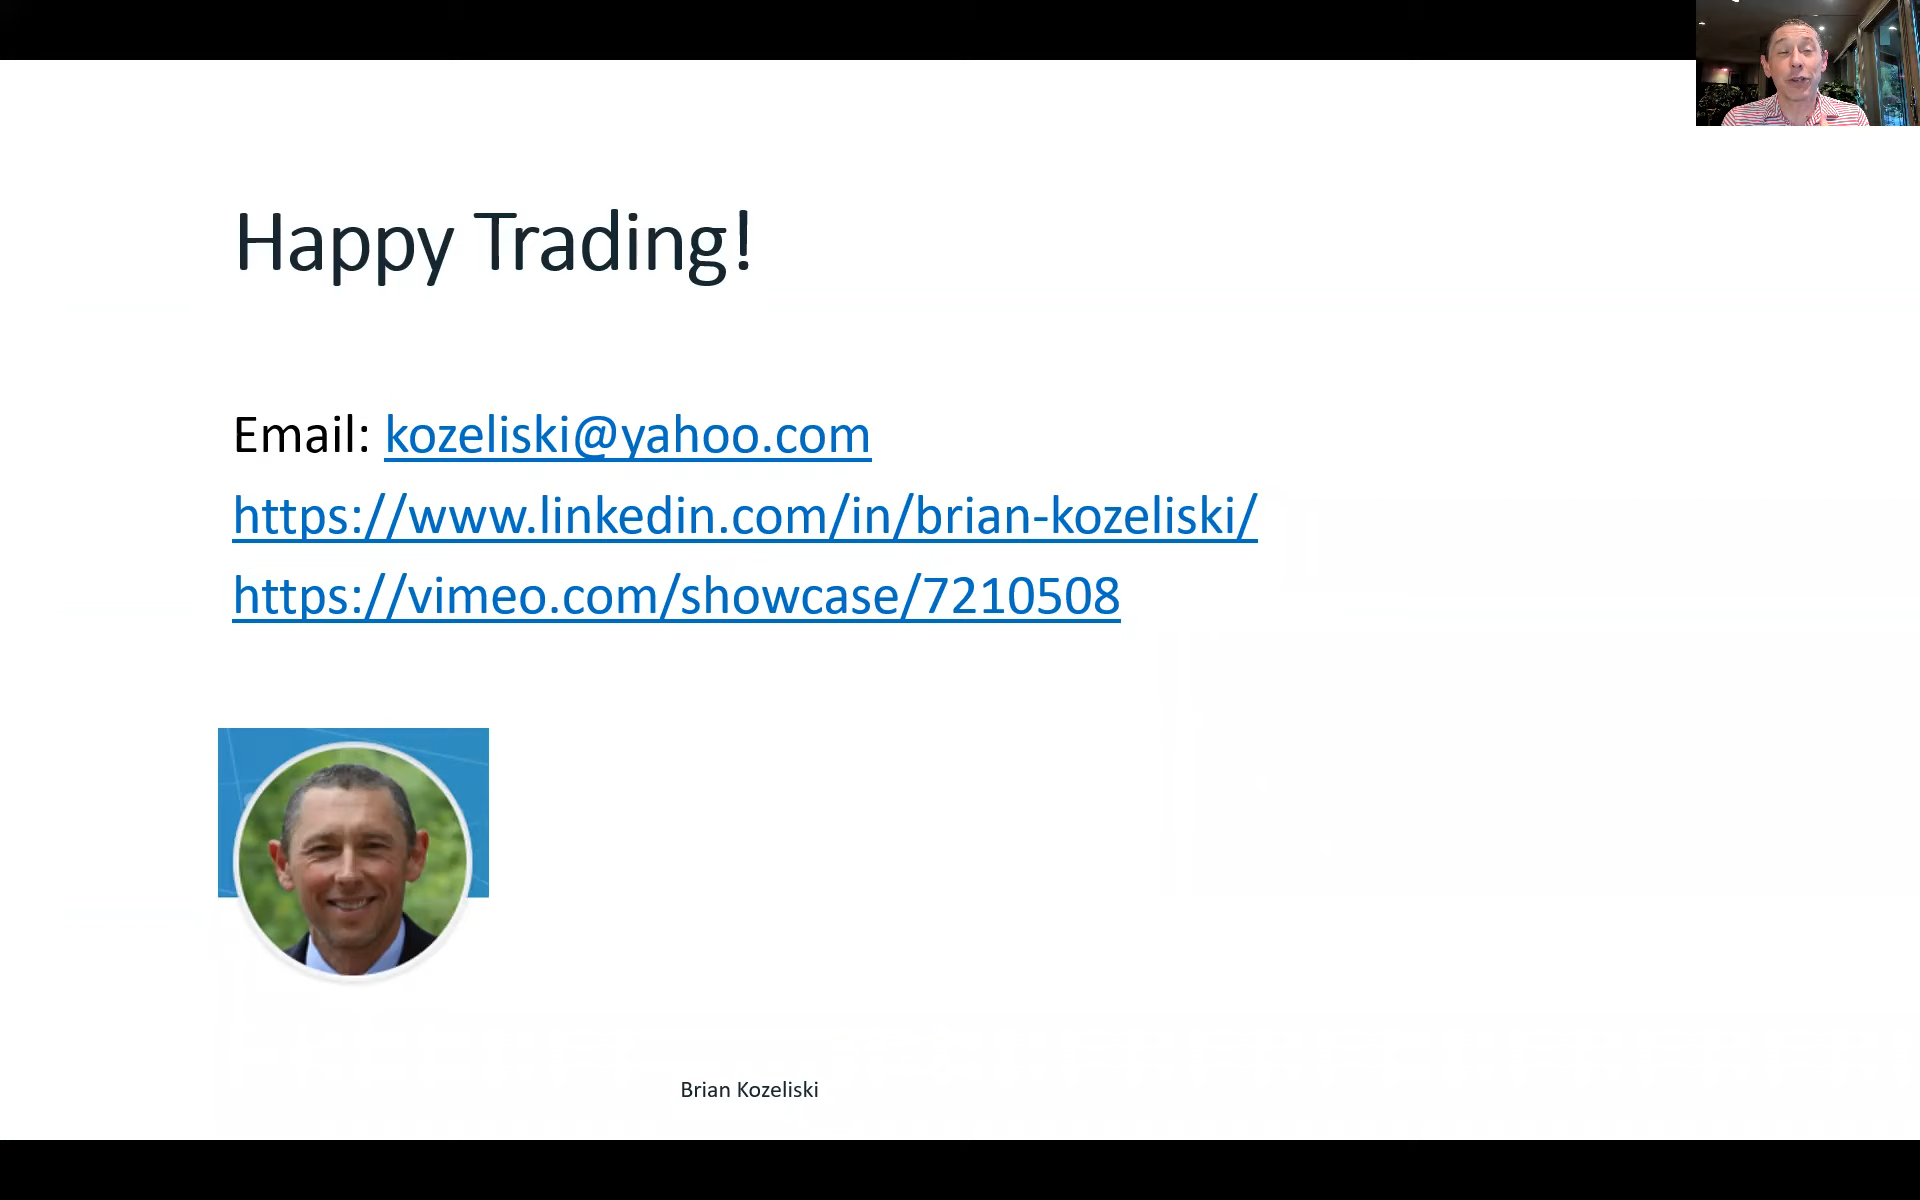 Happy Trading!
Email: kozeliski@yahoo.com
https://www.linkedin.com/in/brian-kozeliski/
https://vimeo.com/showcase/7210508
Brian Kozeliski